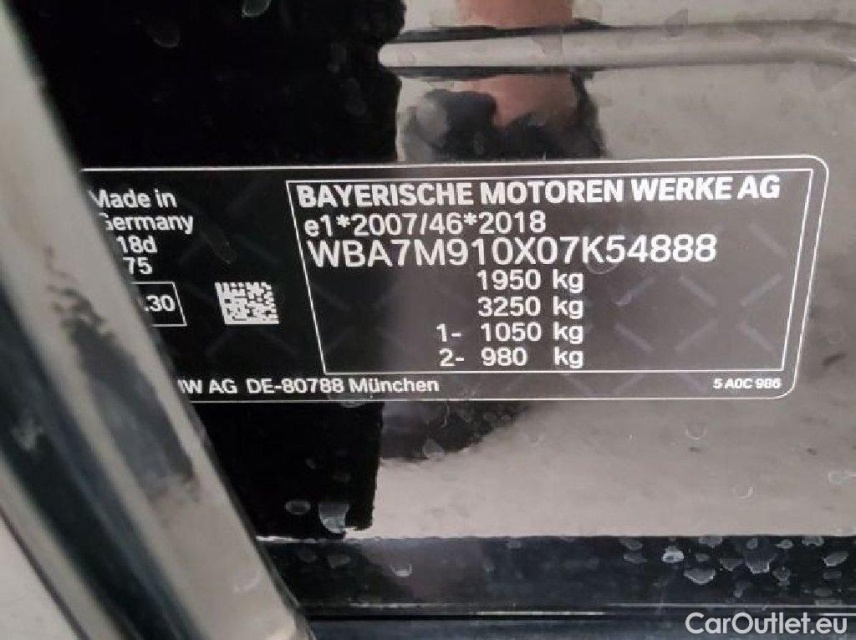 Made in
Germany
18d
75
.30
BAYERISCHE MOTOREN WERKE AG
e1*2007/46*2018
WBA7M910X07K54888
1950 kg
3250 kg
1- 1050 kg
2- 980 kg
AG DE-80788 München
5 A0C 986
CarOutlet.eu